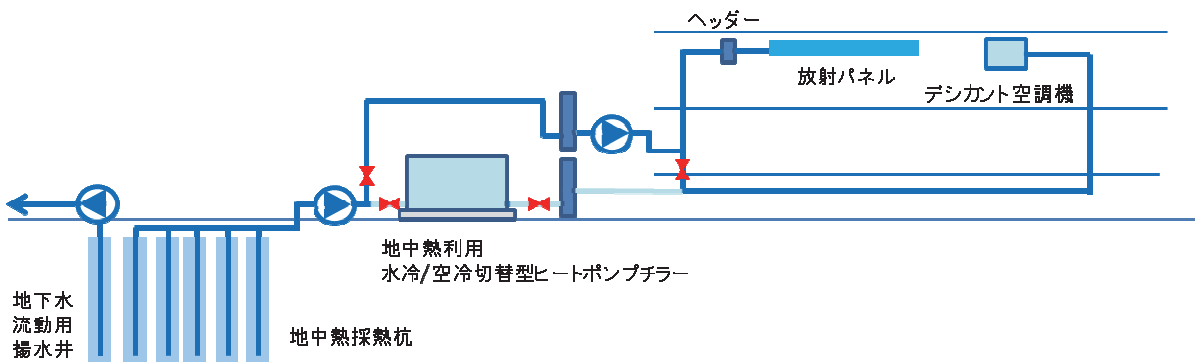 ヘッダー
放射パネル
デシカント空調機
地中熱利用
水冷/空冷切替型ヒートポンプチラー
地下水
流動用
揚水井
地中熱採熱杭